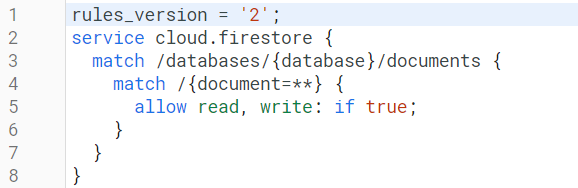 1 rules_version = '2';
2 service cloud.firestore {
3   match /databases/{database}/documents {
4     match /{document=**} {
5       allow read, write: if true;
6     }
7   }
8 }